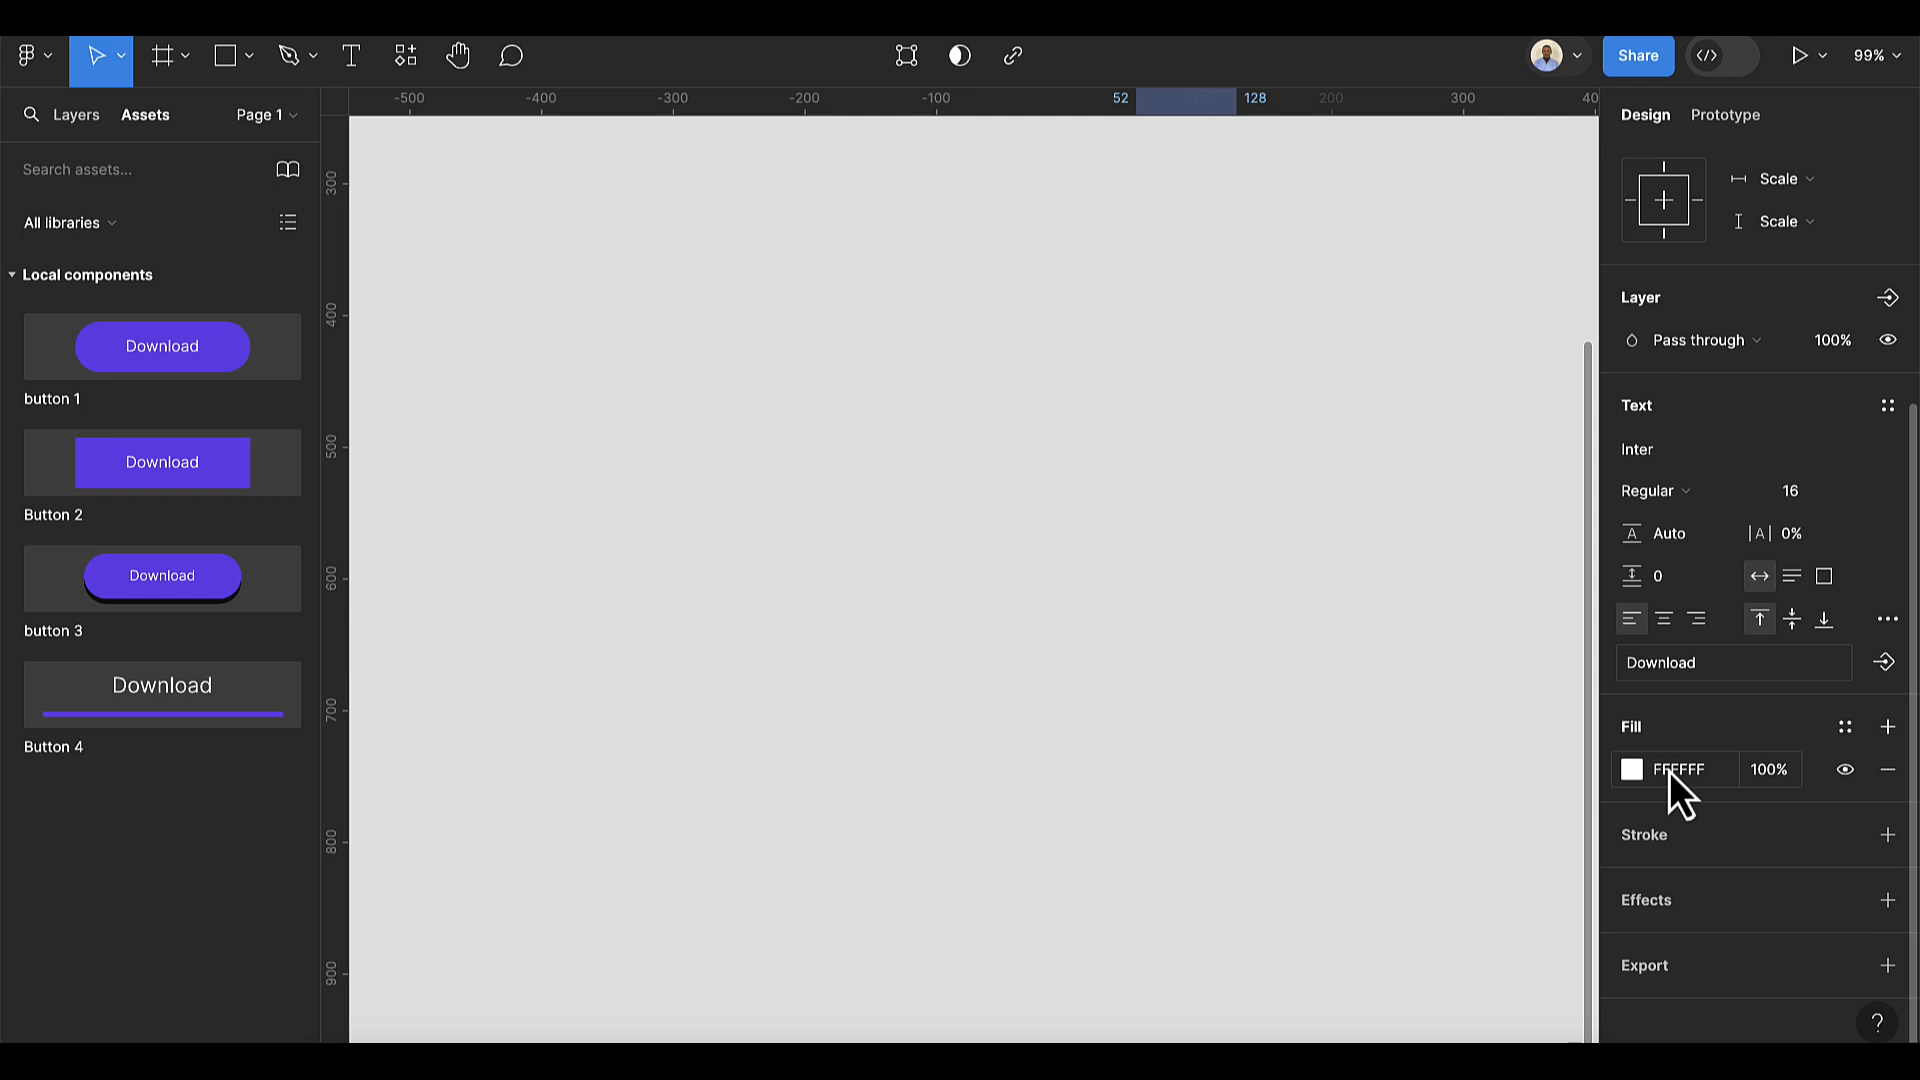 Share
99%
Layers
Assets
Page 1
-500
-400
-300
-200
-100
52
128
200
300
40
Design
Prototype
Search assets...
All libraries
Local components
Download
button 1
Download
Button 2
Download
button 3
Download
Button 4
300
400
500
600
700
800
900
Scale
Scale
Layer
Pass through
100%
Text
Inter
Regular
16
A
Auto
|A|
0%
0
Download
Fill
FFFFFF
100%
Stroke
Effects
Export
?